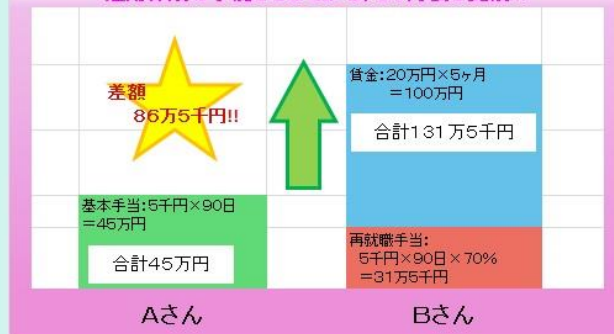 差額
86万5千円!!
賃金:20万円×5ヶ月
=100万円
合計131万5千円
基本手当:5千円×90日
=45万円
合計45万円
再就職手当:
5千円×90日×70%
=31万5千円
Aさん
Bさん